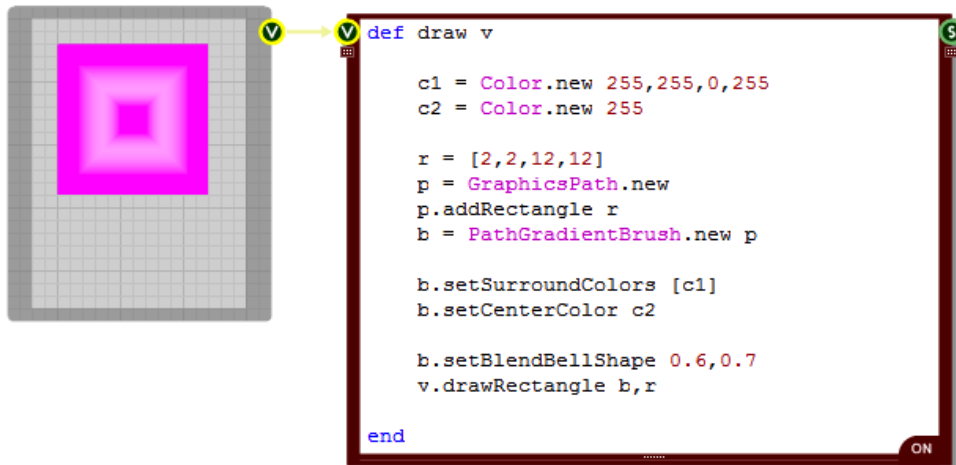 V
V
S
def draw v
c1 = Color.new 255,255,0,255
c2 = Color.new 255
r = [2,2,12,12]
p = GraphicsPath.new
p.addRectangle r
b = PathGradientBrush.new p
b.setSurroundColors [c1]
b.setCenterColor c2
b.setBlendBellShape 0.6,0.7
v.drawRectangle b,r
end
ON